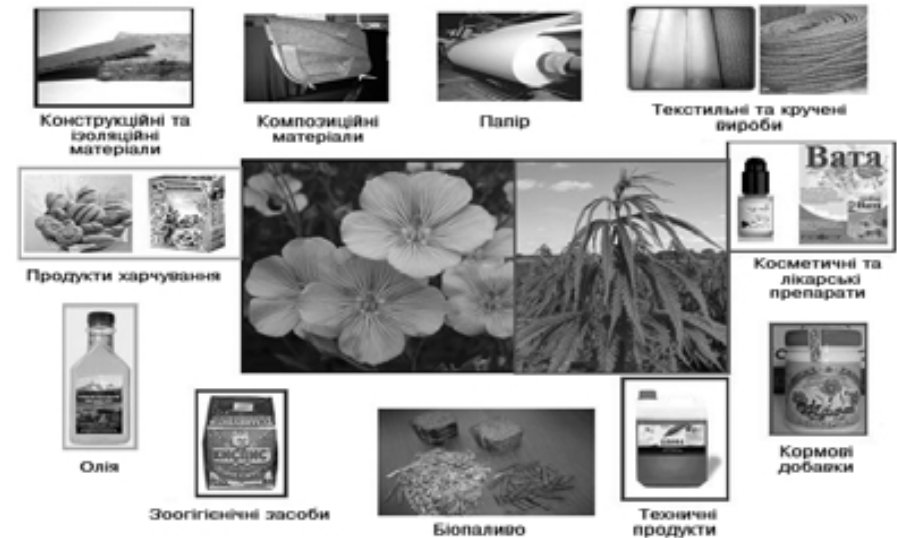 Конструкційні та
ізоляційні
матеріали
Композиційні
матеріали
Папір
Текстильні та кручені
вироби
Продукти харчування
Вата
Косметичні та
лікарські
препарати
Олія
Зоогігієнічні засоби
Біопаливо
Техничні
продукти
Кормові
добавки